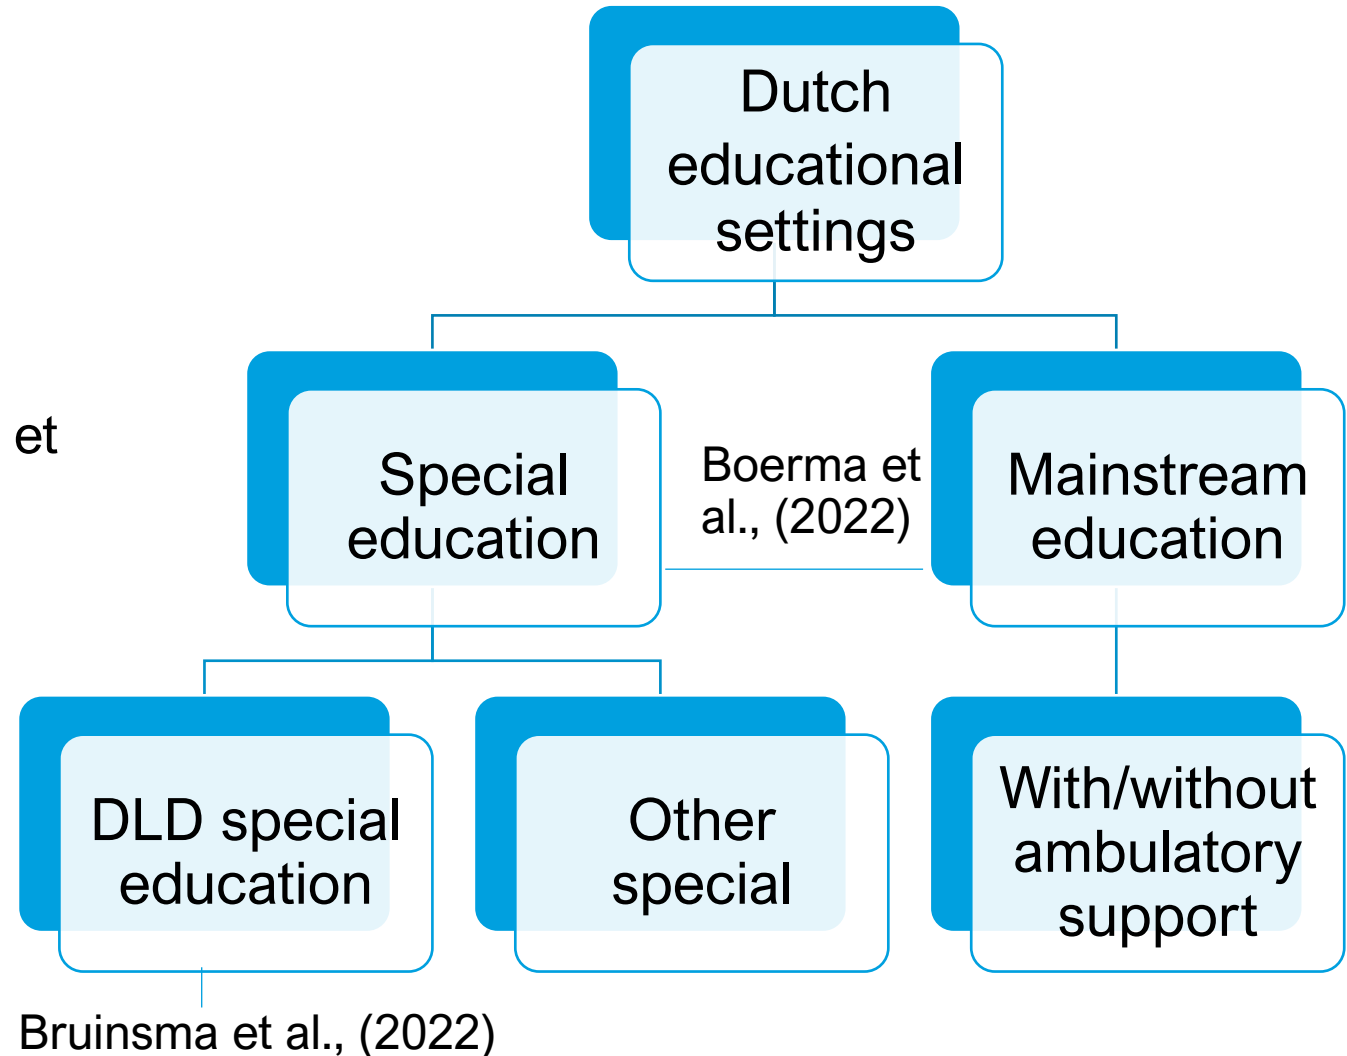 Dutch
educational
settings
et
Special
education
Boerma et
al., (2022)
Mainstream
education
DLD special
education
Other
special
With/without
ambulatory
support
Bruinsma et al., (2022)